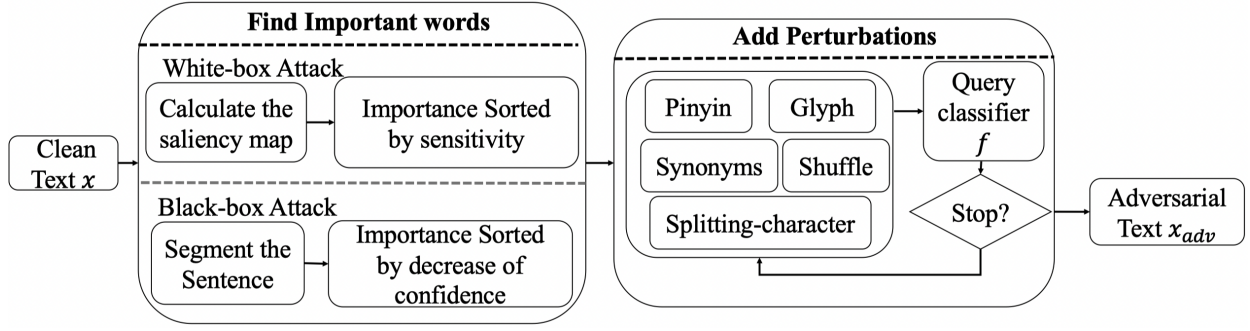 Clean
Text x
Find Important words
White-box Attack
Calculate the
saliency map
Importance Sorted
by sensitivity
Black-box Attack
Segment the
Sentence
Importance Sorted
by decrease of
confidence
Add Perturbations
Pinyin
Glyph
Synonyms
Shuffle
Splitting-character
Query
classifier
f
Stop?
Adversarial
Text x_adv